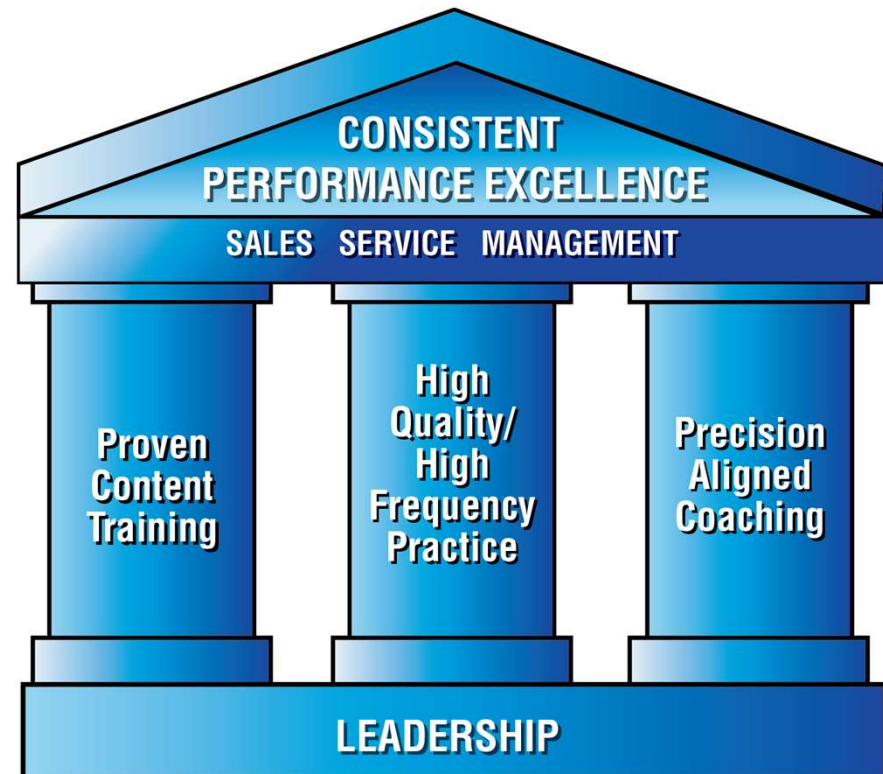 CONSISTENT
PERFORMANCE EXCELLENCE
SALES SERVICE MANAGEMENT
Proven
Content
Training
High
Quality/
High
Frequency
Practice
Precision
Aligned
Coaching
LEADERSHIP